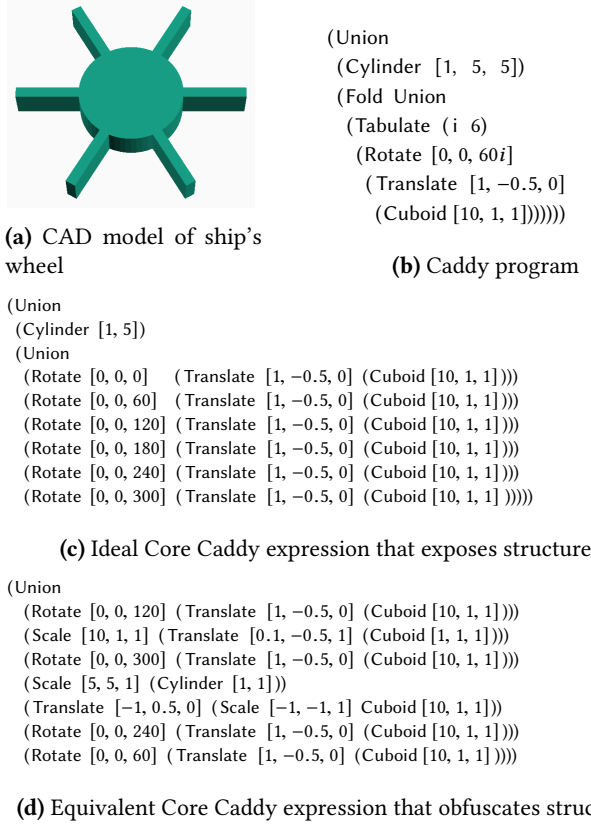 (a) CAD model of ship's
wheel
(Union
(Cylinder [1, 5, 5])
(Fold Union
(Tabulate (i 6)
(Rotate [0, 0, 60i]
(Translate [1, −0.5, 0]
(Cuboid [10, 1, 1]))))))
(b) Caddy program
(Union
(Cylinder [1, 5])
(Union
(Rotate [0, 0, 0] (Translate [1, −0.5, 0] (Cuboid [10, 1, 1])))
(Rotate [0, 0, 60] (Translate [1, −0.5, 0] (Cuboid [10, 1, 1])))
(Rotate [0, 0, 120] (Translate [1, −0.5, 0] (Cuboid [10, 1, 1])))
(Rotate [0, 0, 180] (Translate [1, −0.5, 0] (Cuboid [10, 1, 1])))
(Rotate [0, 0, 240] (Translate [1, −0.5, 0] (Cuboid [10, 1, 1])))
(Rotate [0, 0, 300] (Translate [1, −0.5, 0] (Cuboid [10, 1, 1] )))))
(c) Ideal Core Caddy expression that exposes structure
(Union
(Rotate [0, 0, 120] (Translate [1, −0.5, 0] (Cuboid [10, 1, 1])))
(Scale [10, 1, 1] (Translate [0.1, −0.5, 1] (Cuboid [1, 1, 1])))
(Rotate [0, 0, 300] (Translate [1, −0.5, 0] (Cuboid [10, 1, 1])))
(Scale [5, 5, 1] (Cylinder [1, 1]))
(Translate [−1, 0.5, 0] (Scale [−1, −1, 1] Cuboid [10, 1, 1]))
(Rotate [0, 0, 240] (Translate [1, −0.5, 0] (Cuboid [10, 1, 1])))
(Rotate [0, 0, 60] (Translate [1, −0.5, 0] (Cuboid [10, 1, 1] ))))
(d) Equivalent Core Caddy expression that obfuscates struc